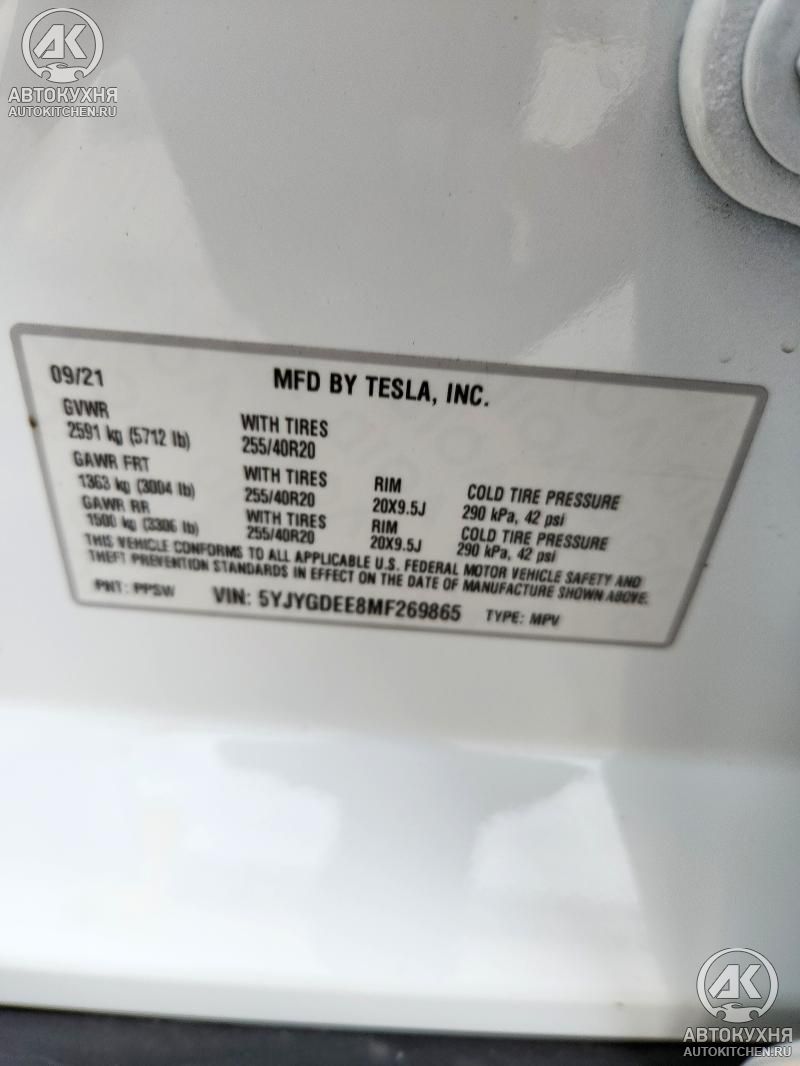 AK
АВТОКУХНЯ
AUTOKITCHEN.RU
09/21 MFD BY TESLA, INC.
GVWR
2591 kg (5712 lb) WITH TIRES
255/40R20
GAWR FRT
1363 kg (3004 lb) WITH TIRES
255/40R20 RIM
20X9.5J COLD TIRE PRESSURE
290 kPa, 42 psi
GAWR RR
1500 kg (3306 lb) WITH TIRES
255/40R20 RIM
20X9.5J COLD TIRE PRESSURE
290 kPa, 42 psi
THIS VEHICLE CONFORMS TO ALL APPLICABLE U.S. FEDERAL MOTOR VEHICLE SAFETY AND
THEFT PREVENTION STANDARDS IN EFFECT ON THE DATE OF MANUFACTURE SHOWN ABOVE.
PNT: PPSW VIN: 5YJYGDEE8MF269865 TYPE: MPV
AK
АВТОКУХНЯ
AUTOKITCHEN.RU